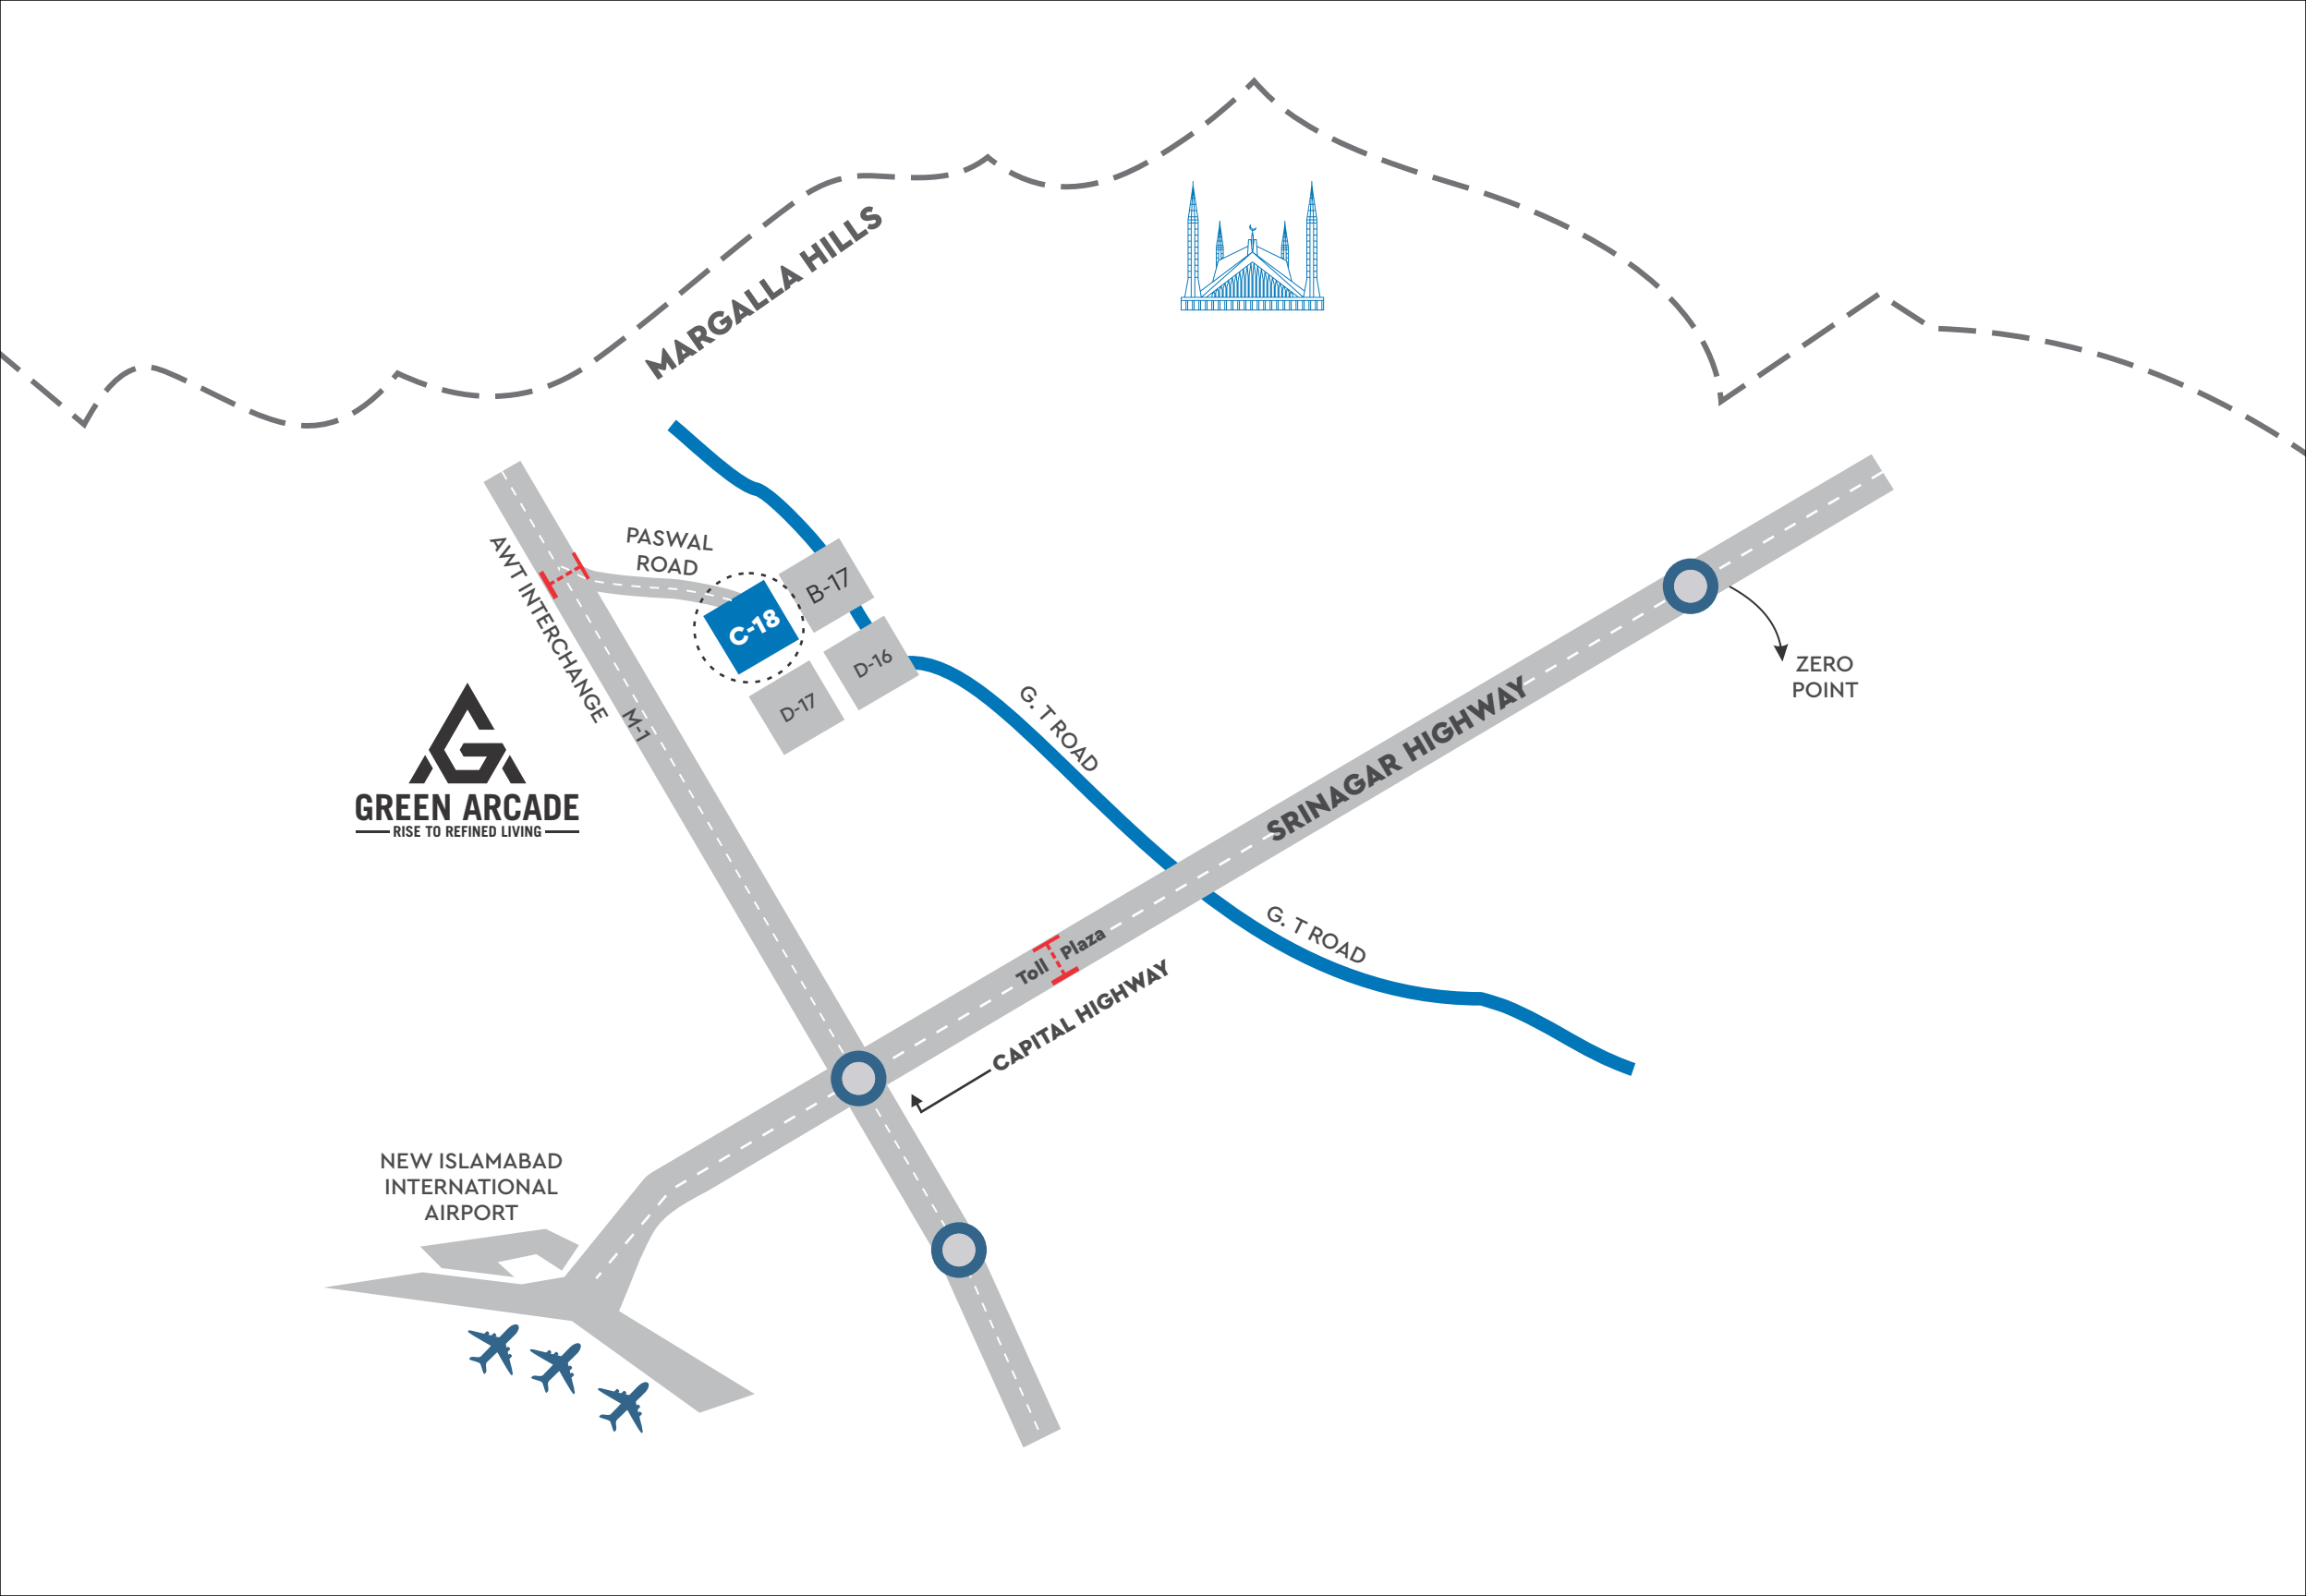 MARGALLA HILLS
PASWAL
ROAD
AWT INTERCHANGE
M-1
B-17
C-18
D-16
D-17
G. T ROAD
ZERO
POINT
SRINAGAR HIGHWAY
GREEN ARCADE
RISE TO REFINED LIVING
G. T ROAD
Toll Plaza
CAPITAL HIGHWAY
NEW ISLAMABAD
INTERNATIONAL
AIRPORT